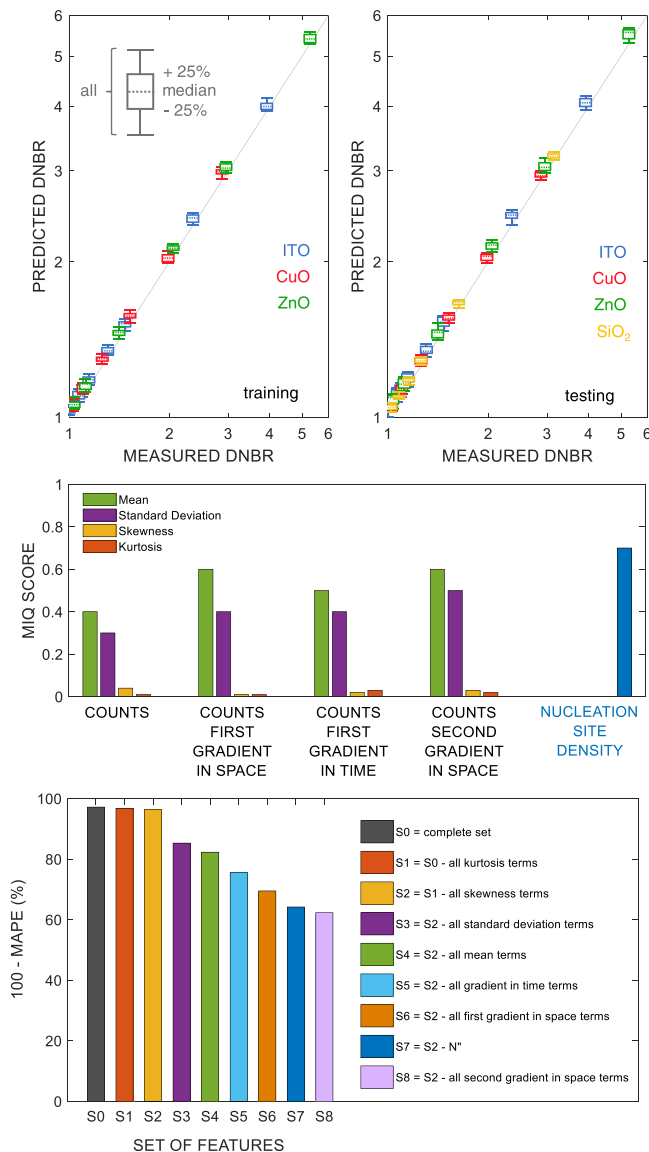 6
5
4
3
2
1
PREDICTED DNBR
all
+ 25%
median
- 25%
ITO
CuO
ZnO
training
1 2 3 4 5 6
MEASURED DNBR
6
5
4
3
2
1
PREDICTED DNBR
ITO
CuO
ZnO
SiO2
testing
1 2 3 4 5 6
MEASURED DNBR
1
0.8
0.6
0.4
0.2
0
MIQ SCORE
Mean
Standard Deviation
Skewness
Kurtosis
COUNTS
COUNTS
FIRST
GRADIENT
IN SPACE
COUNTS
FIRST
GRADIENT
IN TIME
COUNTS
SECOND
GRADIENT
IN SPACE
NUCLEATION
SITE
DENSITY
100
80
60
40
20
0
100 - MAPE (%)
S0 = complete set
S1 = S0 - all kurtosis terms
S2 = S1 - all skewness terms
S3 = S2 - all standard deviation terms
S4 = S2 - all mean terms
S5 = S2 - all gradient in time terms
S6 = S2 - all first gradient in space terms
S7 = S2 - N"
S8 = S2 - all second gradient in space terms
S0 S1 S2 S3 S4 S5 S6 S7 S8
SET OF FEATURES